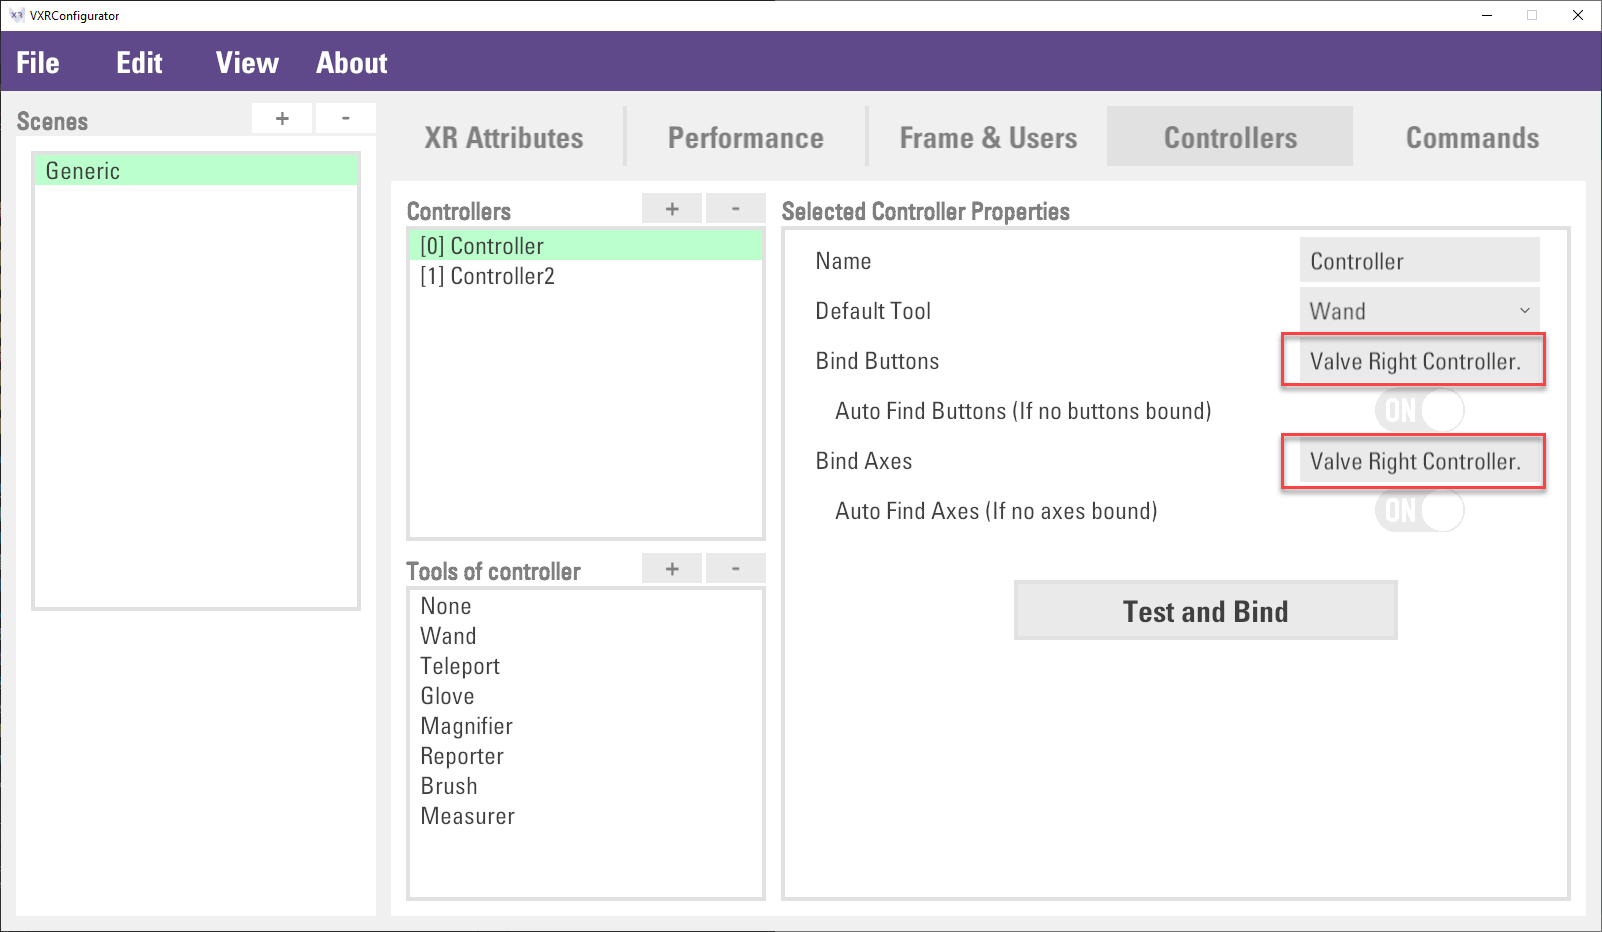 VXRConfigurator
File Edit View About
Scenes + -
Generic
XR Attributes Performance Frame & Users Controllers Commands
Controllers + -
[0] Controller
[1] Controller2
Tools of controller + -
None
Wand
Teleport
Glove
Magnifier
Reporter
Brush
Measurer
Selected Controller Properties
Name Controller
Default Tool Wand
Bind Buttons Valve Right Controller.
Auto Find Buttons (If no buttons bound) ON
Bind Axes Valve Right Controller.
Auto Find Axes (If no axes bound) ON
Test and Bind